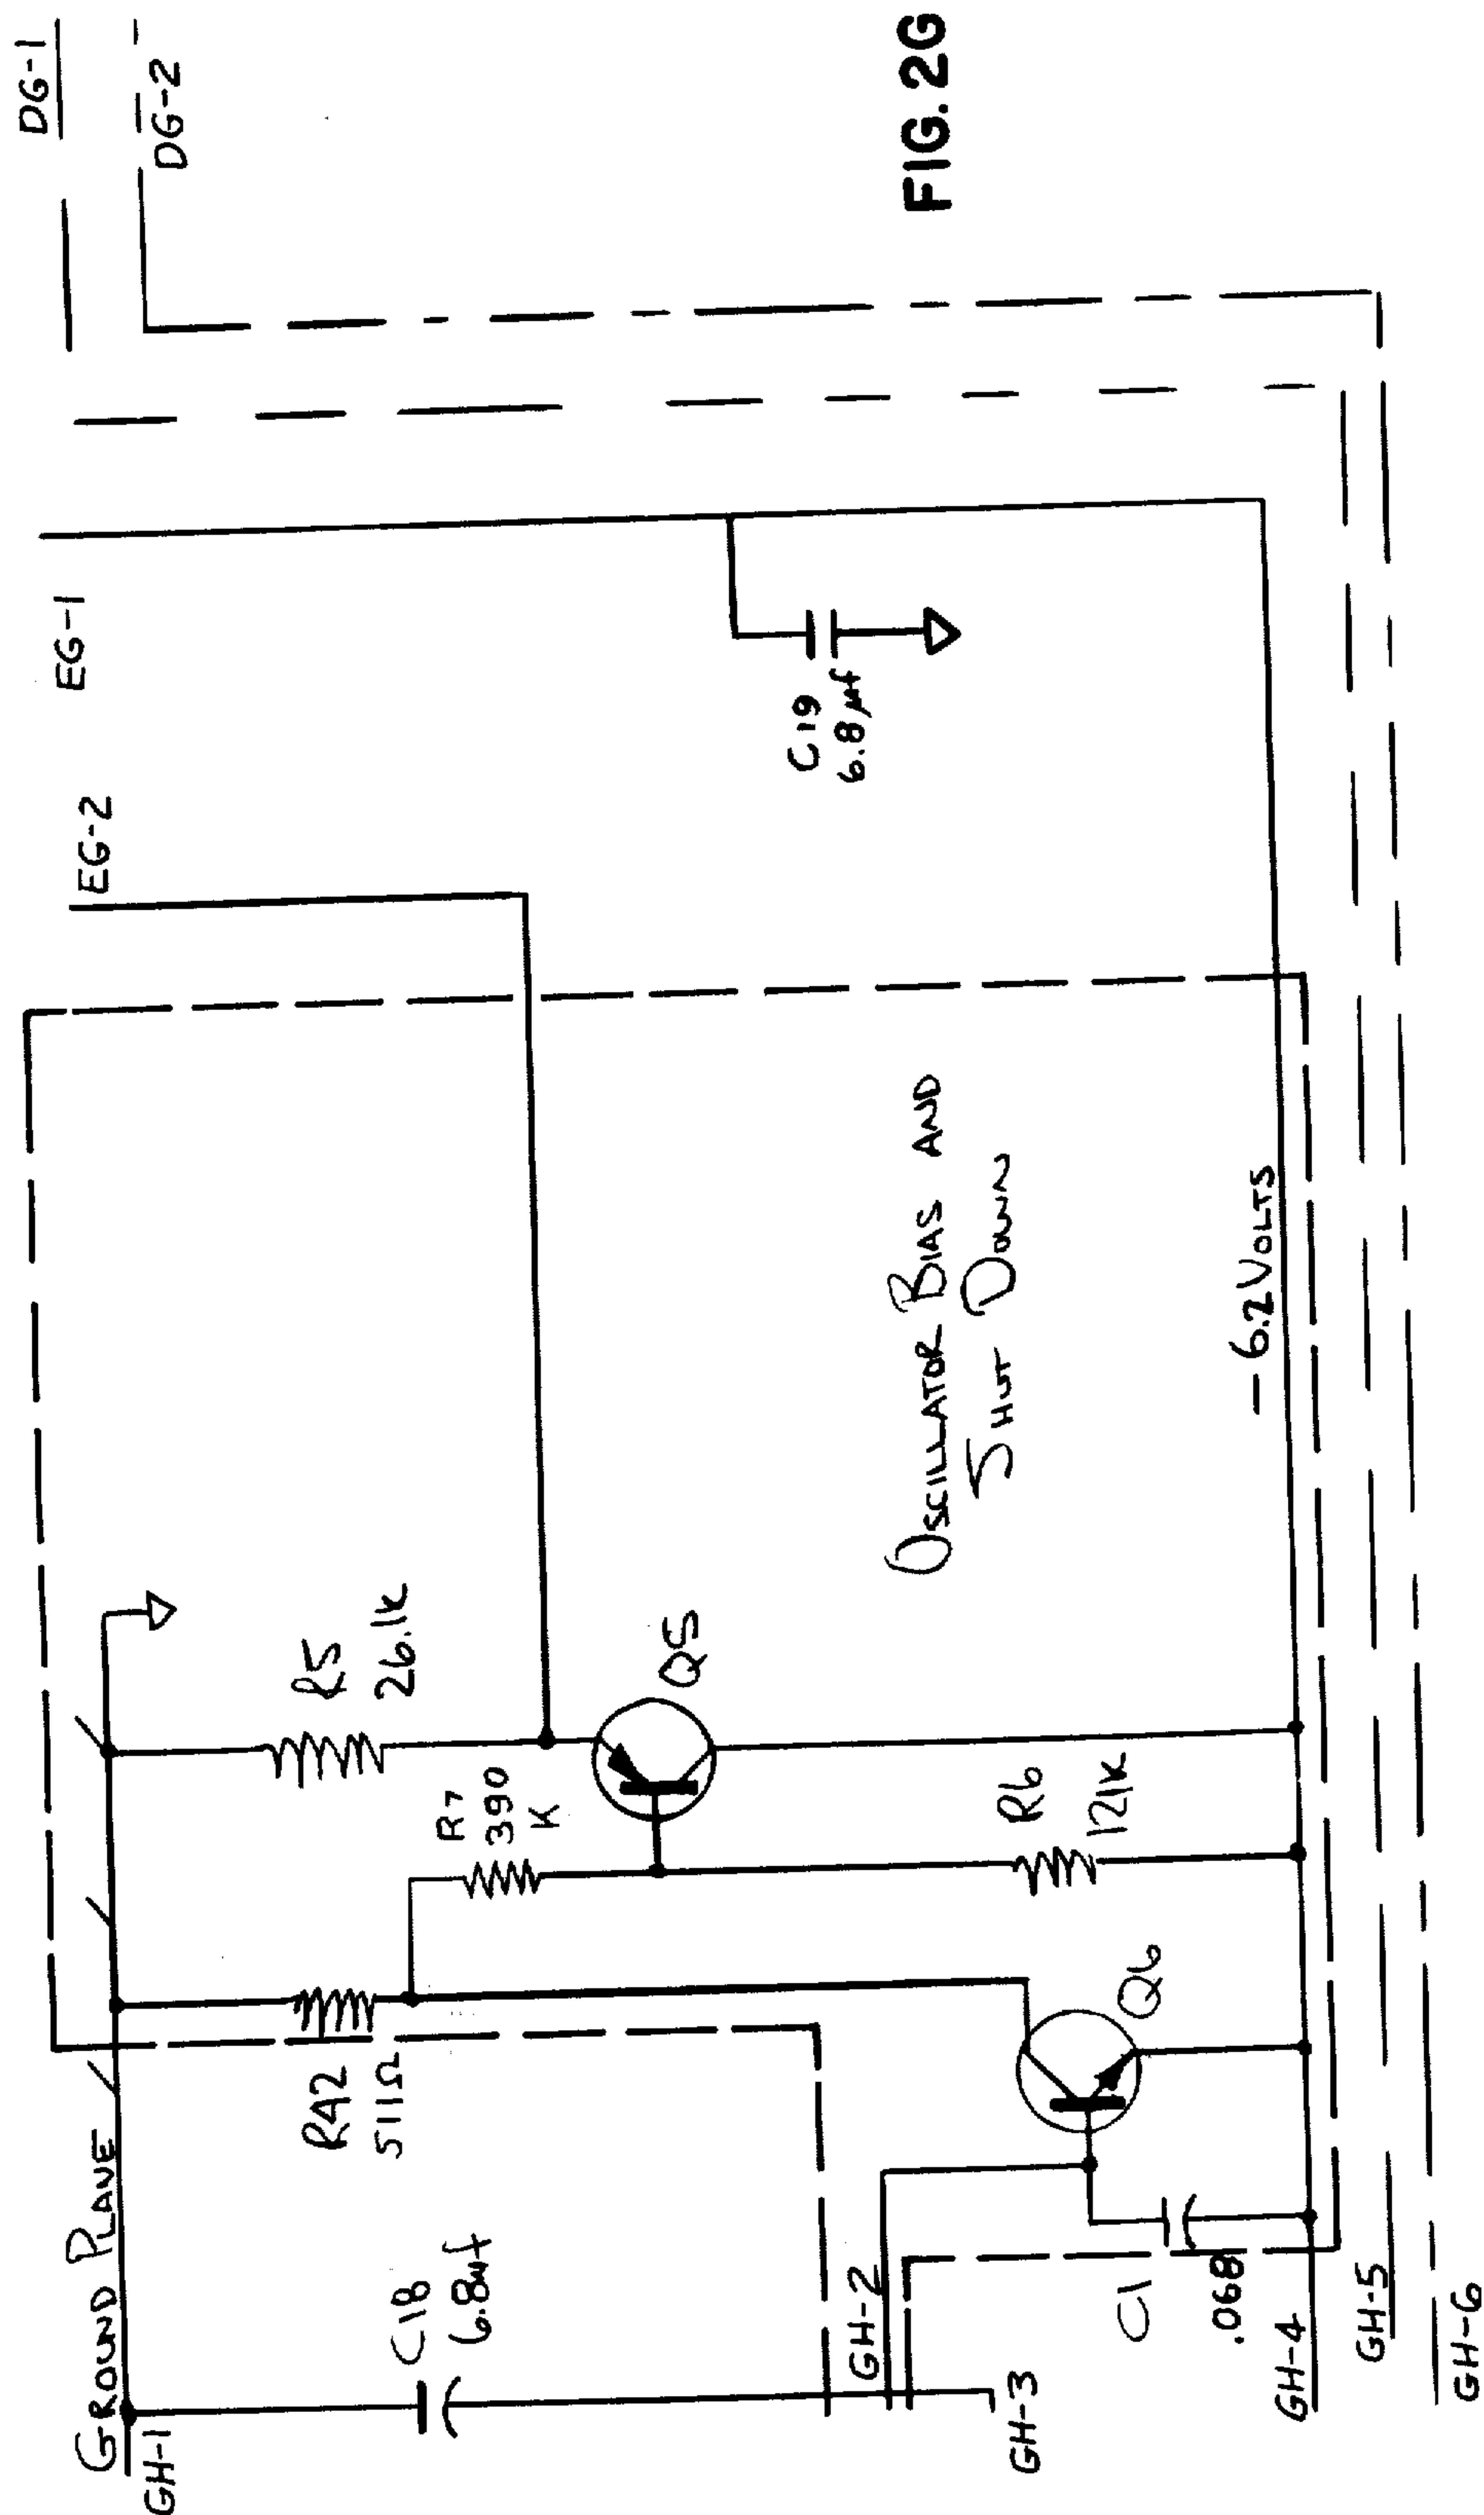 GROUND PLANE
GH-1
C18
6.8µf
R42
511Ω
R7
390
K
R5
26.1K
Q5
R6
121K
Q6
GH-2
GH-3
C1
.068
GH-4
GH-5
GH-6
OSCILLATOR BIAS AND
SHUT DOWN
-6.2 VOLTS
EG-2
EG-1
C19
6.8µf
DG-1
DG-2
FIG. 2G